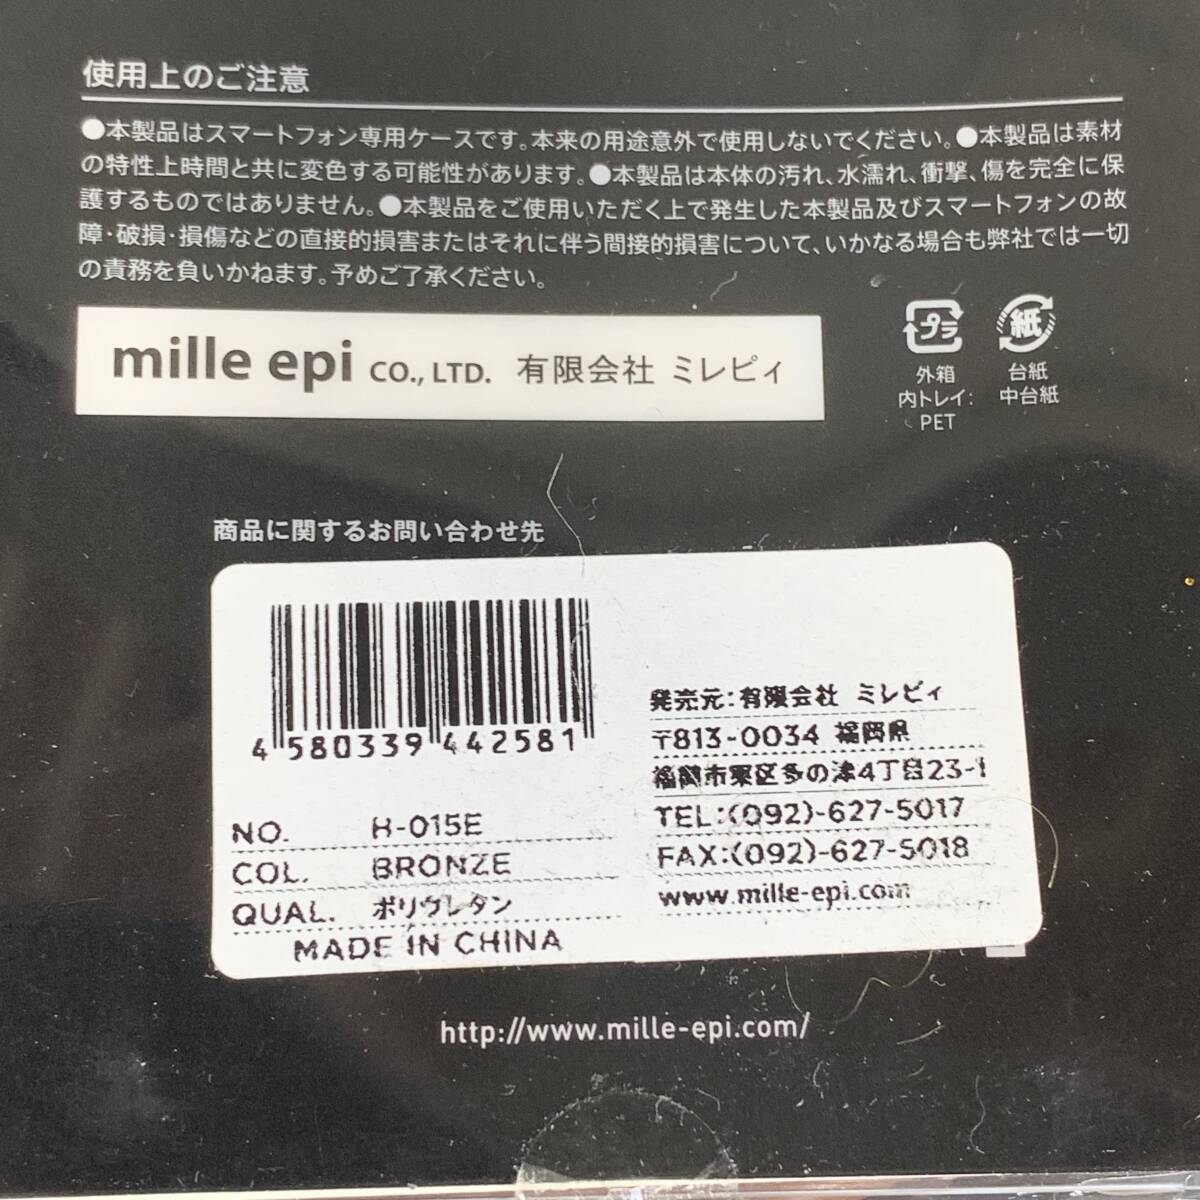 使用上のご注意
●本製品はスマートフォン専用ケースです。本来の用途意外で使用しないでください。●本製品は素材
の特性上時間と共に変色する可能性があります。●本製品は本体の汚れ、水濡れ、衝撃、傷を完全に保
護するものではありません。●本製品をご使用いただく上で発生した本製品及びスマートフォンの故
障・破損・損傷などの直接的損害またはそれに伴う間接的損害について、いかなる場合も弊社では一切
の責務を負いかねます。予めご了承ください。
mille epi CO., LTD. 有限会社 ミレピィ
プラ
外箱
内トレイ:
PET
紙
台紙
中台紙
商品に関するお問い合わせ先
4 580339 442581
NO. H-015E
COL. BRONZE
QUAL. ポリウレタン
MADE IN CHINA
発売元:有限会社 ミレピィ
〒813-0034 福岡県
福岡市東区多の津4丁目23-1
TEL:(092)-627-5017
FAX:(092)-627-5018
www.mille-epi.com
http://www.mille-epi.com/